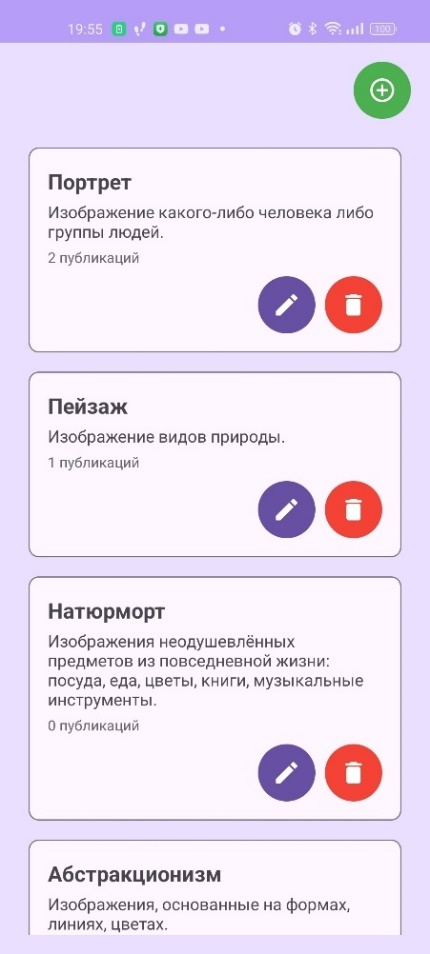 19:55
100
Портрет
Изображение какого-либо человека либо
группы людей.
2 публикаций
Пейзаж
Изображение видов природы.
1 публикаций
Натюрморт
Изображения неодушевлённых
предметов из повседневной жизни:
посуда, еда, цветы, книги, музыкальные
инструменты.
0 публикаций
Абстракционизм
Изображения, основанные на формах,
линиях, цветах.